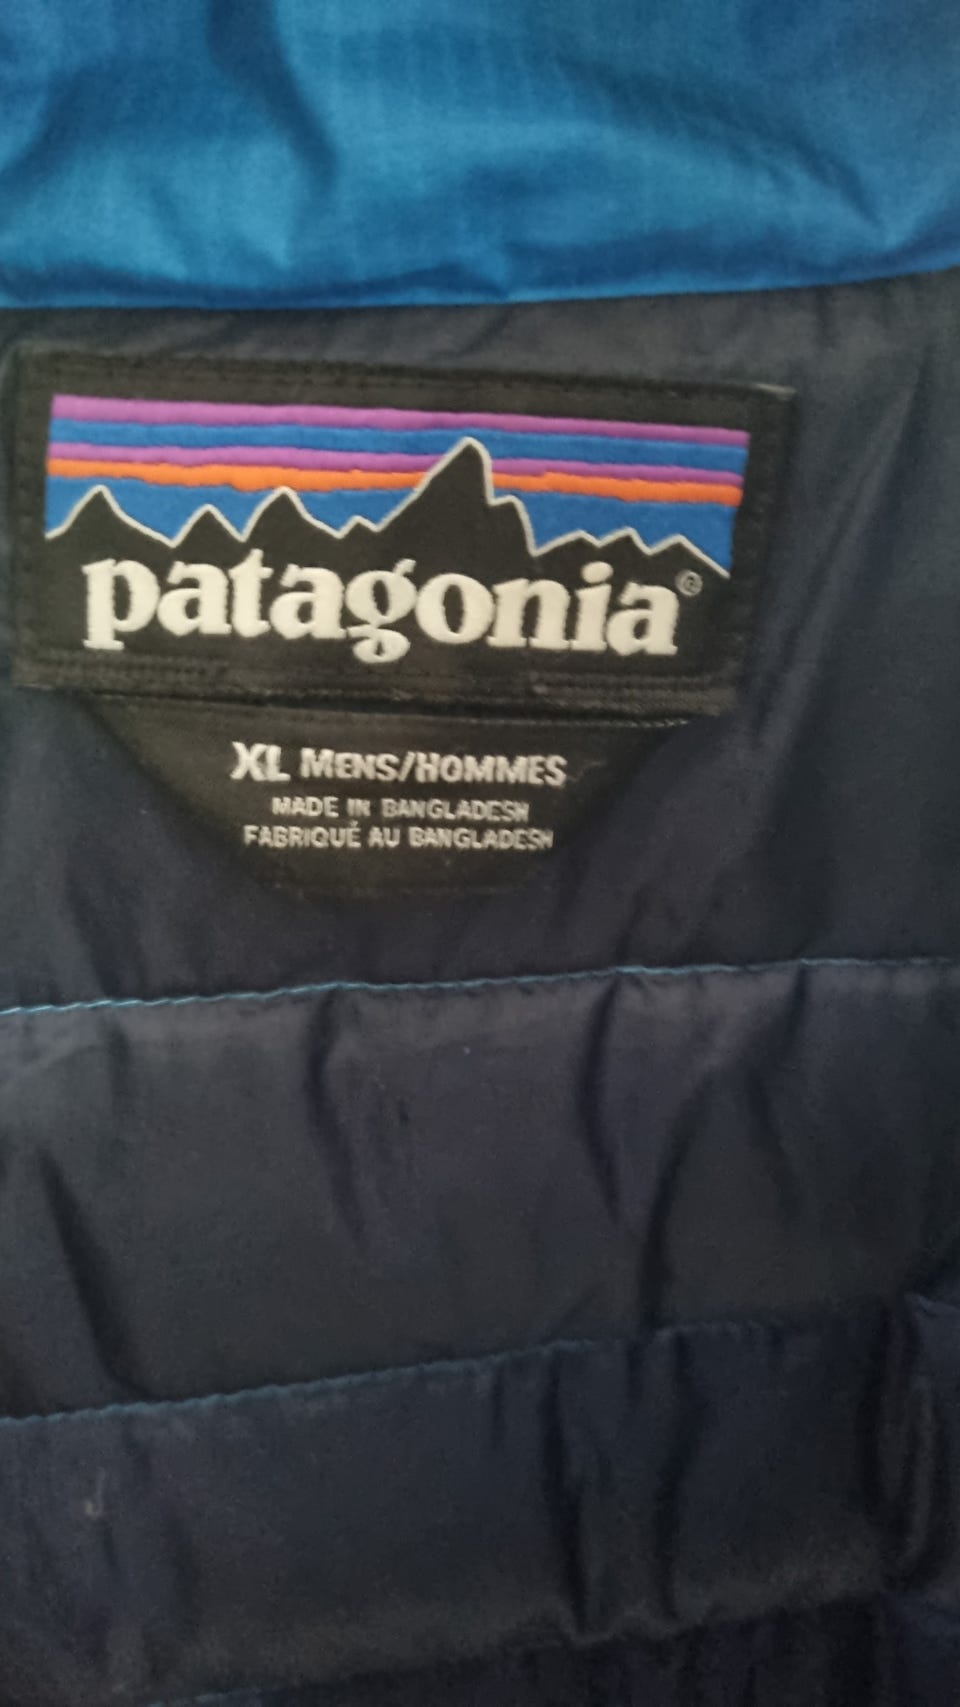 patagonia®
XL MENS/HOMMES
MADE IN BANGLADESH
FABRIQUÉ AU BANGLADESH